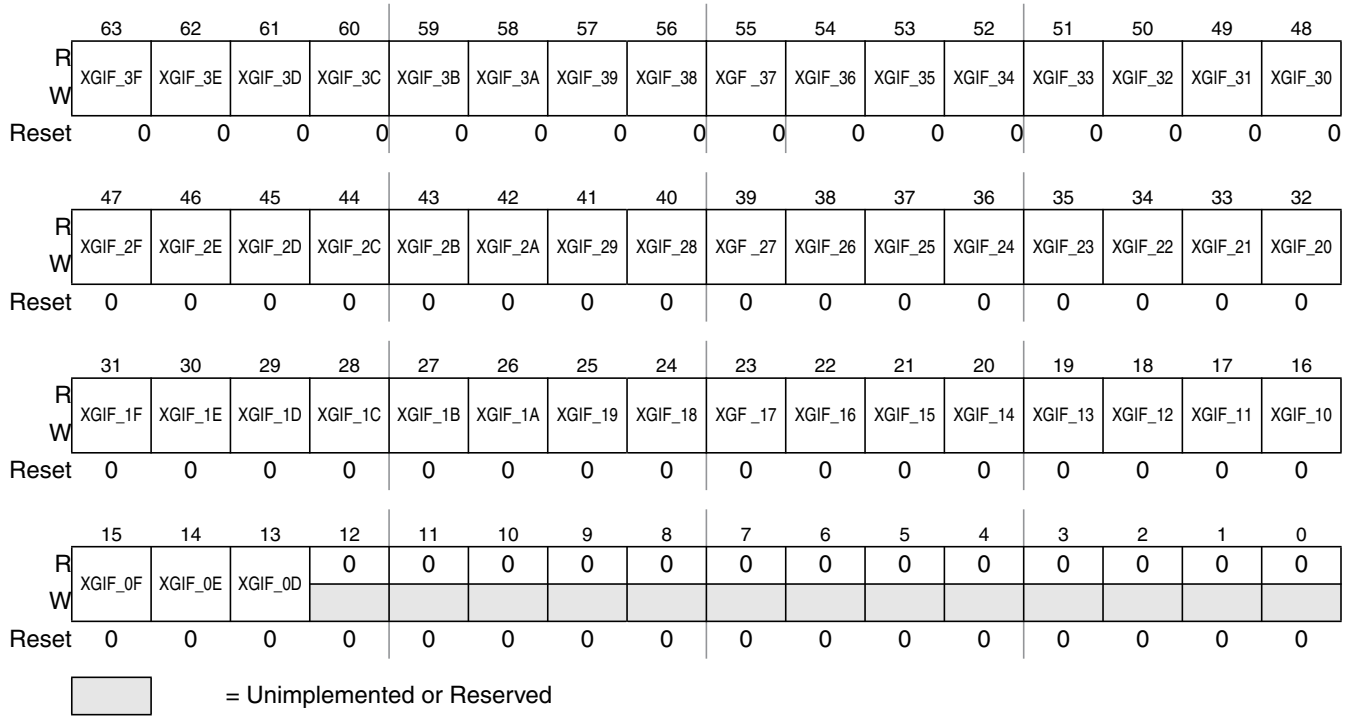 63 62 61 60 59 58 57 56 55 54 53 52 51 50 49 48
R
XGIF_3F XGIF_3E XGIF_3D XGIF_3C XGIF_3B XGIF_3A XGIF_39 XGIF_38 XGF _37 XGIF_36 XGIF_35 XGIF_34 XGIF_33 XGIF_32 XGIF_31 XGIF_30
W
Reset 0 0 0 0 0 0 0 0 0 0 0 0 0 0 0 0
47 46 45 44 43 42 41 40 39 38 37 36 35 34 33 32
R
XGIF_2F XGIF_2E XGIF_2D XGIF_2C XGIF_2B XGIF_2A XGIF_29 XGIF_28 XGF _27 XGIF_26 XGIF_25 XGIF_24 XGIF_23 XGIF_22 XGIF_21 XGIF_20
W
Reset 0 0 0 0 0 0 0 0 0 0 0 0 0 0 0 0
31 30 29 28 27 26 25 24 23 22 21 20 19 18 17 16
R
XGIF_1F XGIF_1E XGIF_1D XGIF_1C XGIF_1B XGIF_1A XGIF_19 XGIF_18 XGF _17 XGIF_16 XGIF_15 XGIF_14 XGIF_13 XGIF_12 XGIF_11 XGIF_10
W
Reset 0 0 0 0 0 0 0 0 0 0 0 0 0 0 0 0
15 14 13 12 11 10 9 8 7 6 5 4 3 2 1 0
R 0 0 0 0 0 0 0 0 0 0 0 0 0
XGIF_0F XGIF_0E XGIF_0D
W
Reset 0 0 0 0 0 0 0 0 0 0 0 0 0 0 0 0
= Unimplemented or Reserved